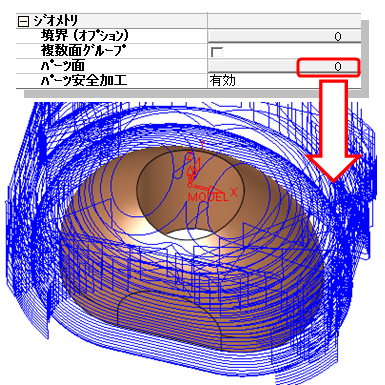 ジオメトリ
境界 (オプション) 0
複数面グループ
パーツ面 0
パーツ安全加工 有効
Y
X
MODEL